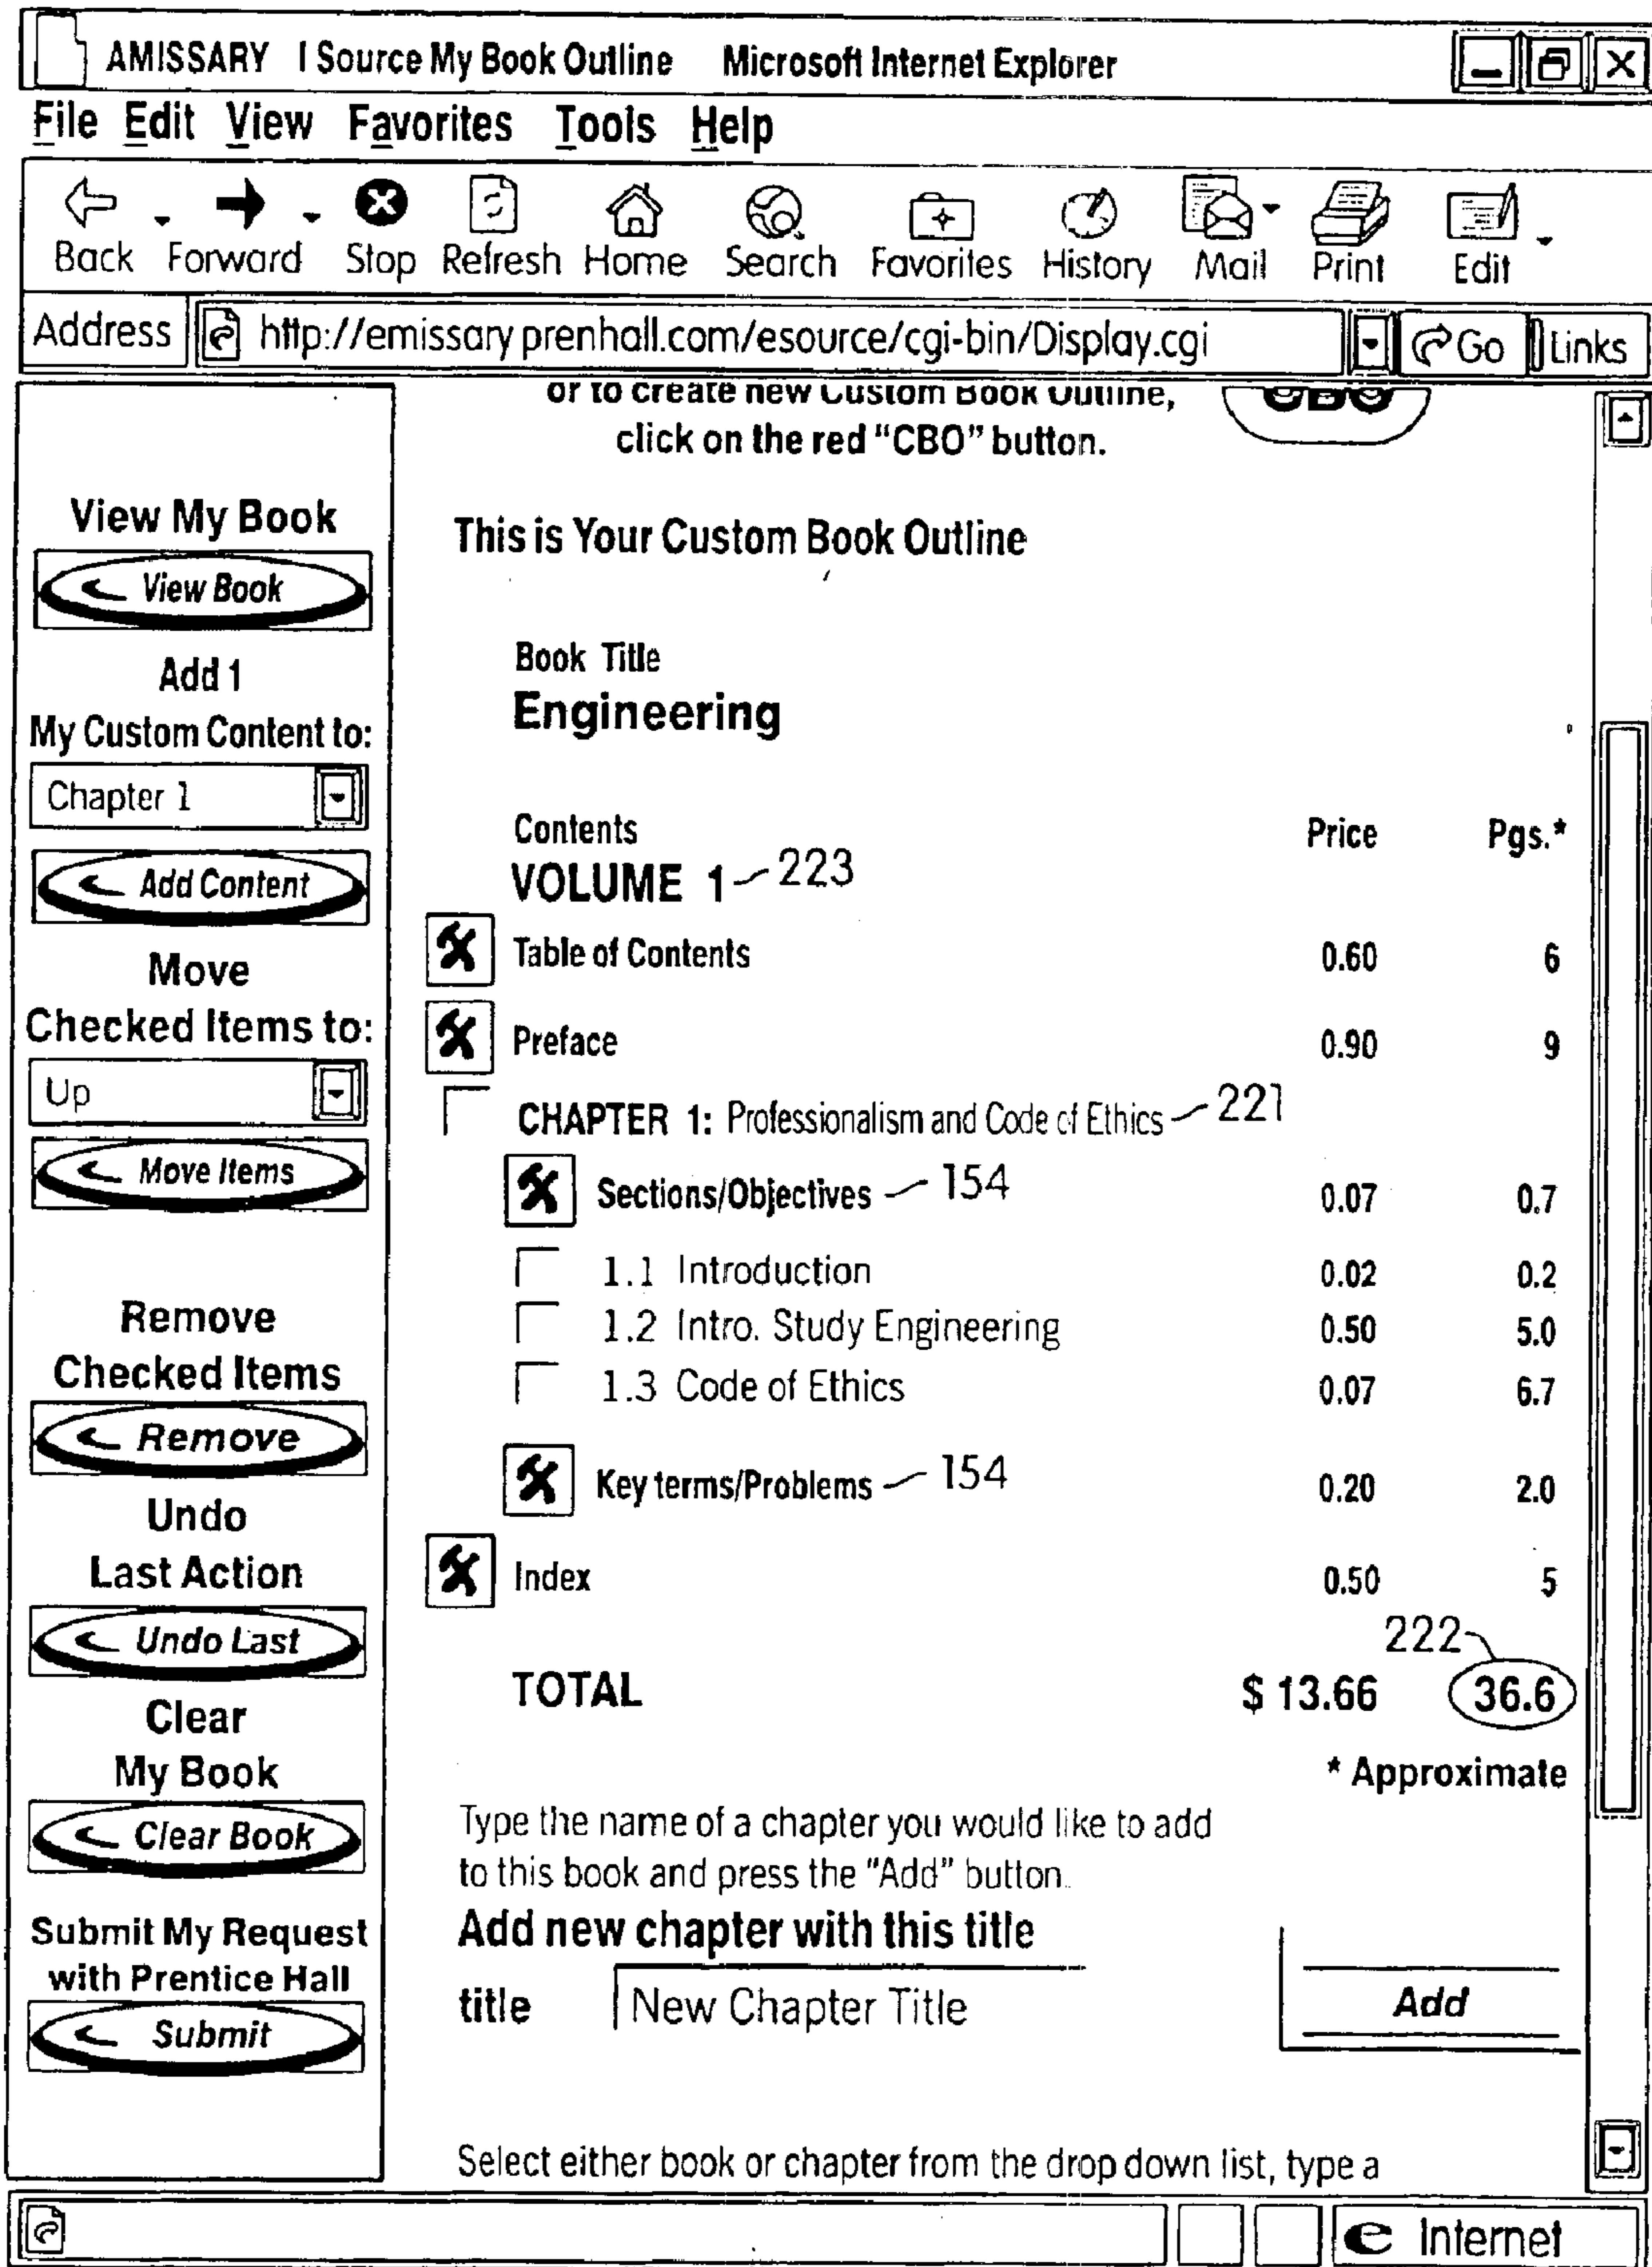 AMISSARY I Source My Book Outline Microsoft Internet Explorer
File Edit View Favorites Tools Help
Back Forward Stop Refresh Home Search Favorites History Mail Print Edit
Address http://emissary prenhall.com/esource/cgi-bin/Display.cgi Go Links
or to create new Custom Book Outline,
click on the red "CBO" button.
CBO
View My Book
View Book
Add 1
My Custom Content to:
Chapter 1
Add Content
Move
Checked Items to:
Up
Move Items
Remove
Checked Items
Remove
Undo
Last Action
Undo Last
Clear
My Book
Clear Book
Submit My Request
with Prentice Hall
Submit
This is Your Custom Book Outline
Book Title
Engineering
Contents Price Pgs.*
VOLUME 1 223
Table of Contents 0.60 6
Preface 0.90 9
CHAPTER 1: Professionalism and Code of Ethics 221
Sections/Objectives 154 0.07 0.7
1.1 Introduction 0.02 0.2
1.2 Intro. Study Engineering 0.50 5.0
1.3 Code of Ethics 0.07 6.7
Key terms/Problems 154 0.20 2.0
Index 0.50 5
222
TOTAL $ 13.66 36.6
* Approximate
Type the name of a chapter you would like to add
to this book and press the "Add" button.
Add new chapter with this title
title New Chapter Title Add
Select either book or chapter from the drop down list, type a
Internet